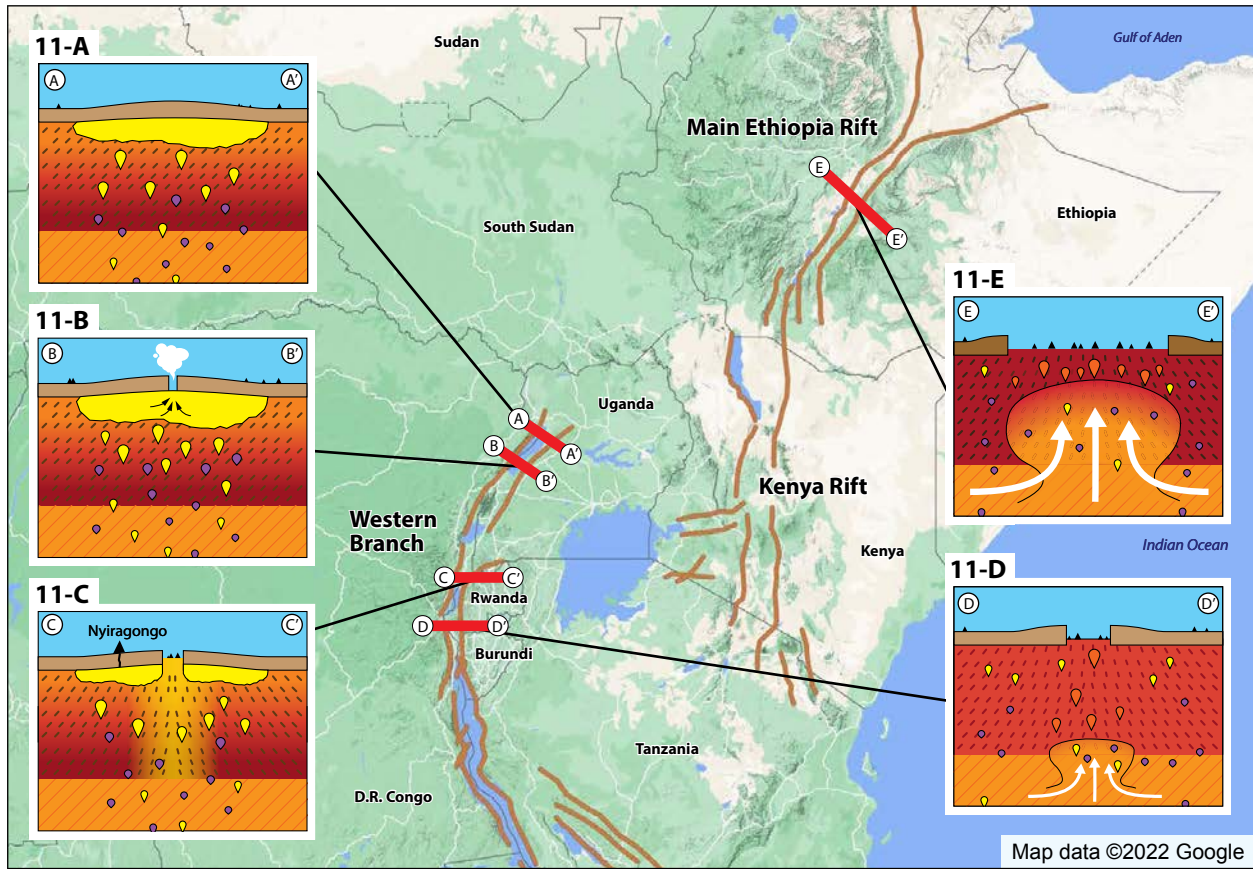 11-A
A
A'
11-B
B
B'
11-C
C
C'
Nyiragongo
Sudan
Gulf of Aden
Main Ethiopia Rift
E
E'
Ethiopia
South Sudan
11-E
E
E'
Uganda
A
A'
B
B'
Kenya Rift
Western
Branch
Kenya
Indian Ocean
C
C'
Rwanda
D
D'
Burundi
11-D
D
D'
Tanzania
D.R. Congo
Map data ©2022 Google